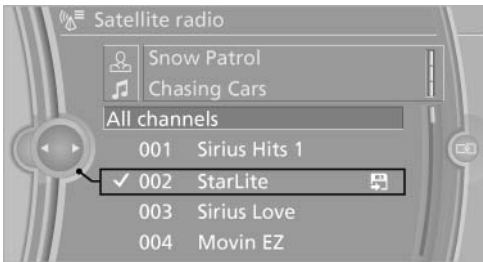 Satellite radio
Snow Patrol
Chasing Cars
All channels
001 Sirius Hits 1
002 StarLite
003 Sirius Love
004 Movin EZ